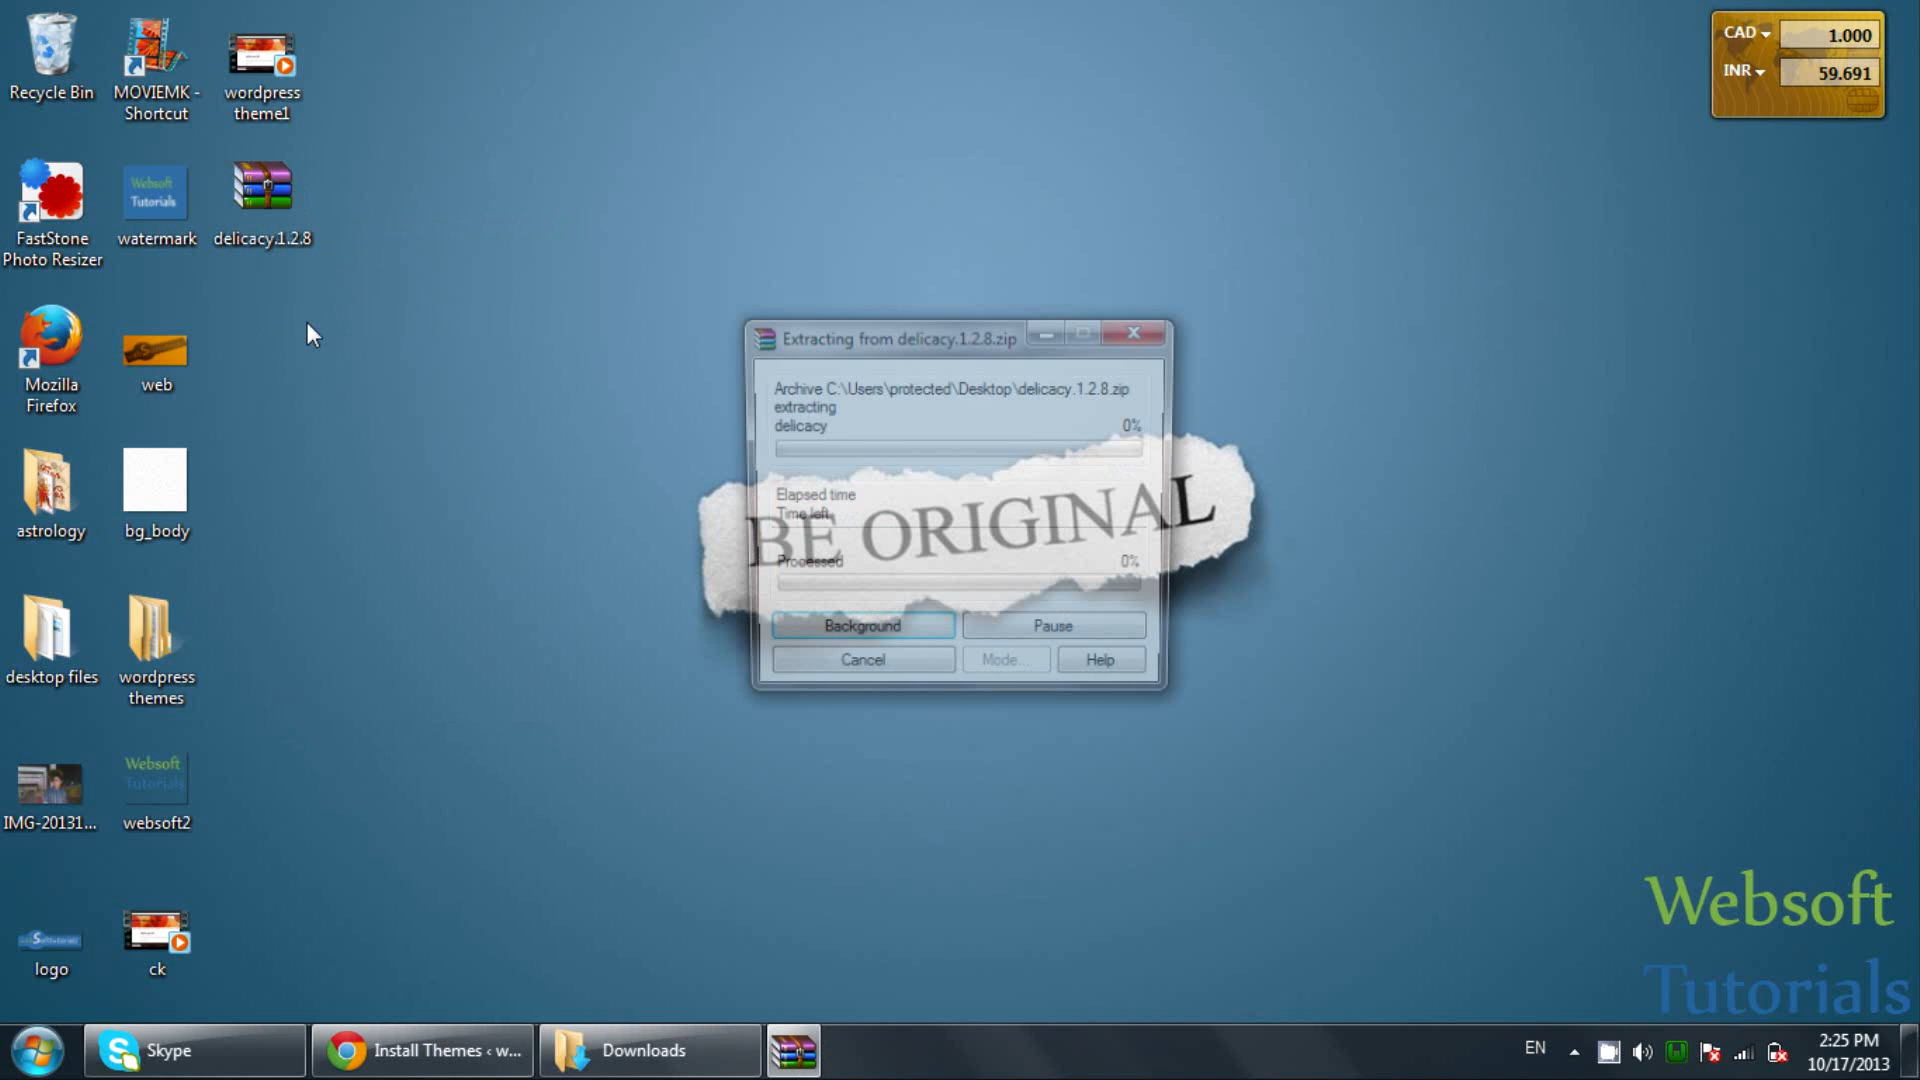 Recycle Bin
MOVIEMK -
Shortcut
wordpress
theme1
FastStone
Photo Resizer
Websoft
Tutorials
watermark
delicacy.1.2.8
Mozilla
Firefox
web
astrology
bg_body
desktop files
wordpress
themes
IMG-20131...
Websoft
Tutorials
websoft2
logo
ck
CAD 1.000
INR 59.691
Extracting from delicacy.1.2.8.zip
Archive C:\Users\protected\Desktop\delicacy.1.2.8.zip
extracting
delicacy 0%
Elapsed time
Time left
BE ORIGINAL
Processed 0%
Background Pause
Cancel Mode... Help
Websoft
Tutorials
Skype
Install Themes ‹ w...
Downloads
EN
2:25 PM
10/17/2013